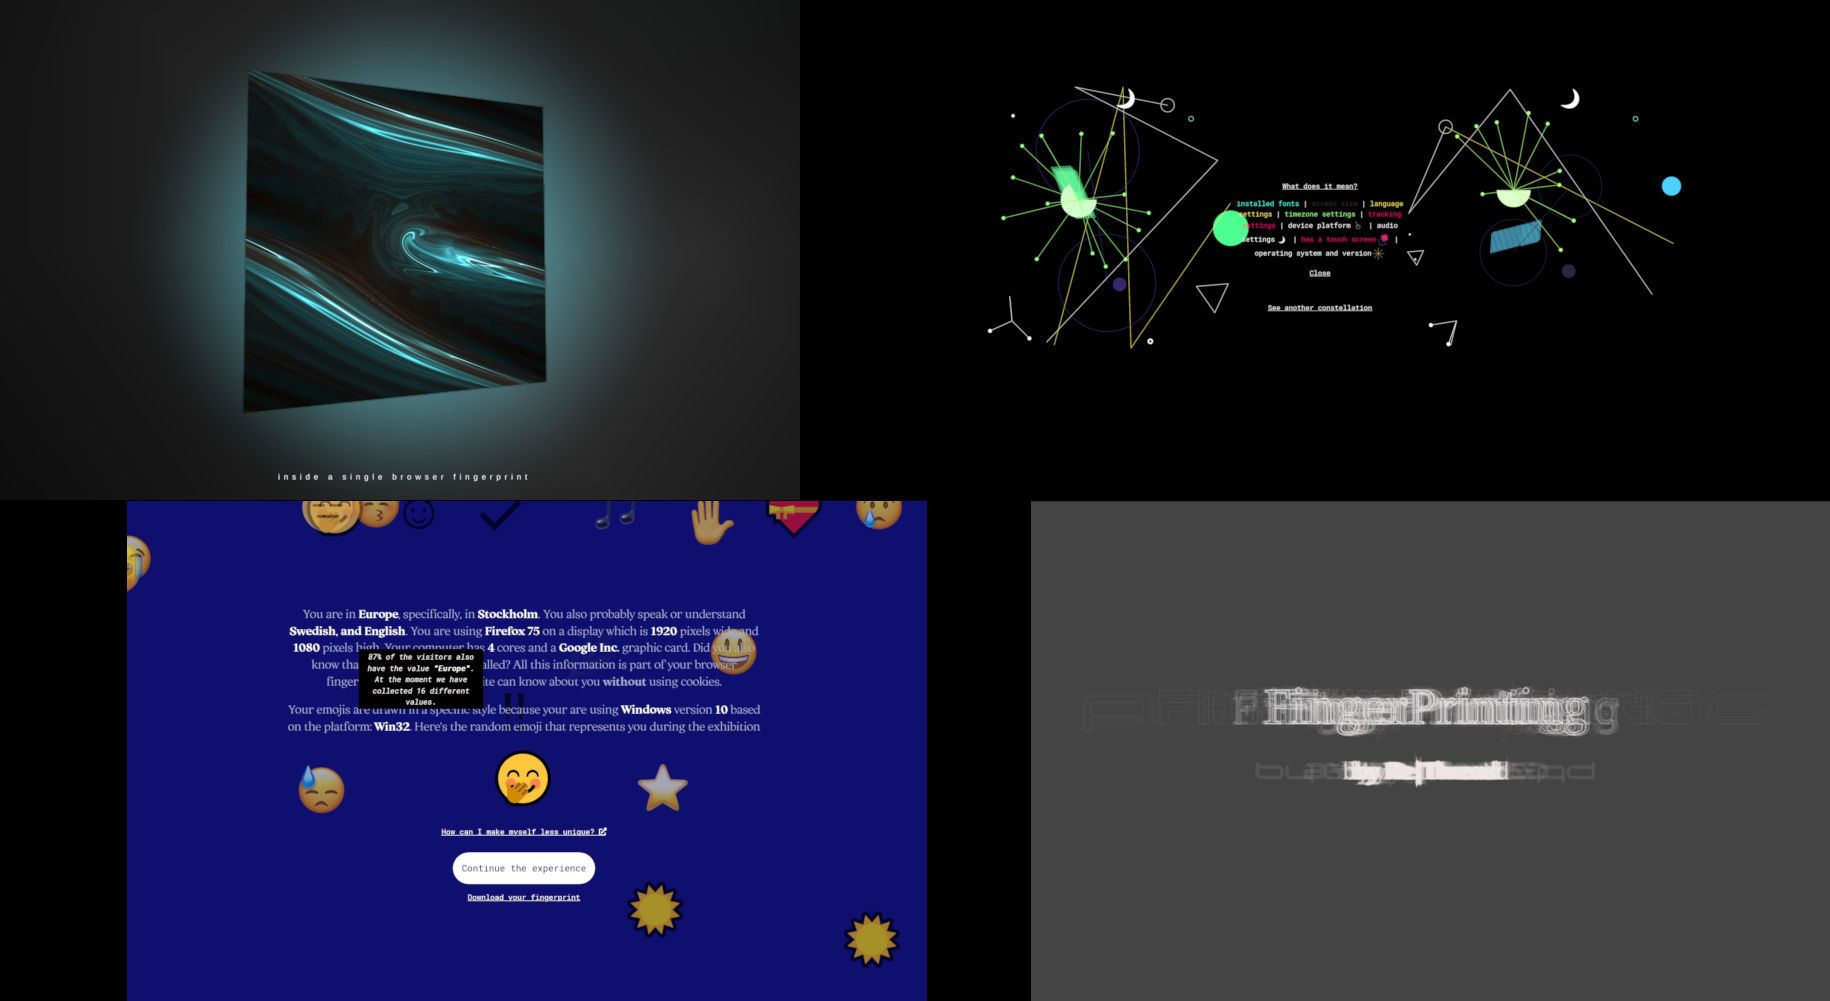 inside a single browser fingerprint
What does it mean?
installed fonts | screen size | language
settings | timezone settings | tracking
settings | device platform | audio
settings | has a touch screen |
operating system and version
Close
See another constellation
You are in Europe, specifically, in Stockholm. You also probably speak or understand
Swedish, and English. You are using Firefox 75 on a display which is 1920 pixels wide and
1080 pixels high. Your computer has 4 cores and a Google Inc. graphic card. Did you also
know tha alled? All this information is part of your browser
finger ite can know about you without using cookies.
87% of the visitors also
have the value "Europe".
At the moment we have
collected 16 different
values.
Your emojis are drawn in a specific style because your are using Windows version 10 based
on the platform: Win32. Here's the random emoji that represents you during the exhibition
How can I make myself less unique?
Continue the experience
Download your fingerprint
FingerPrinting